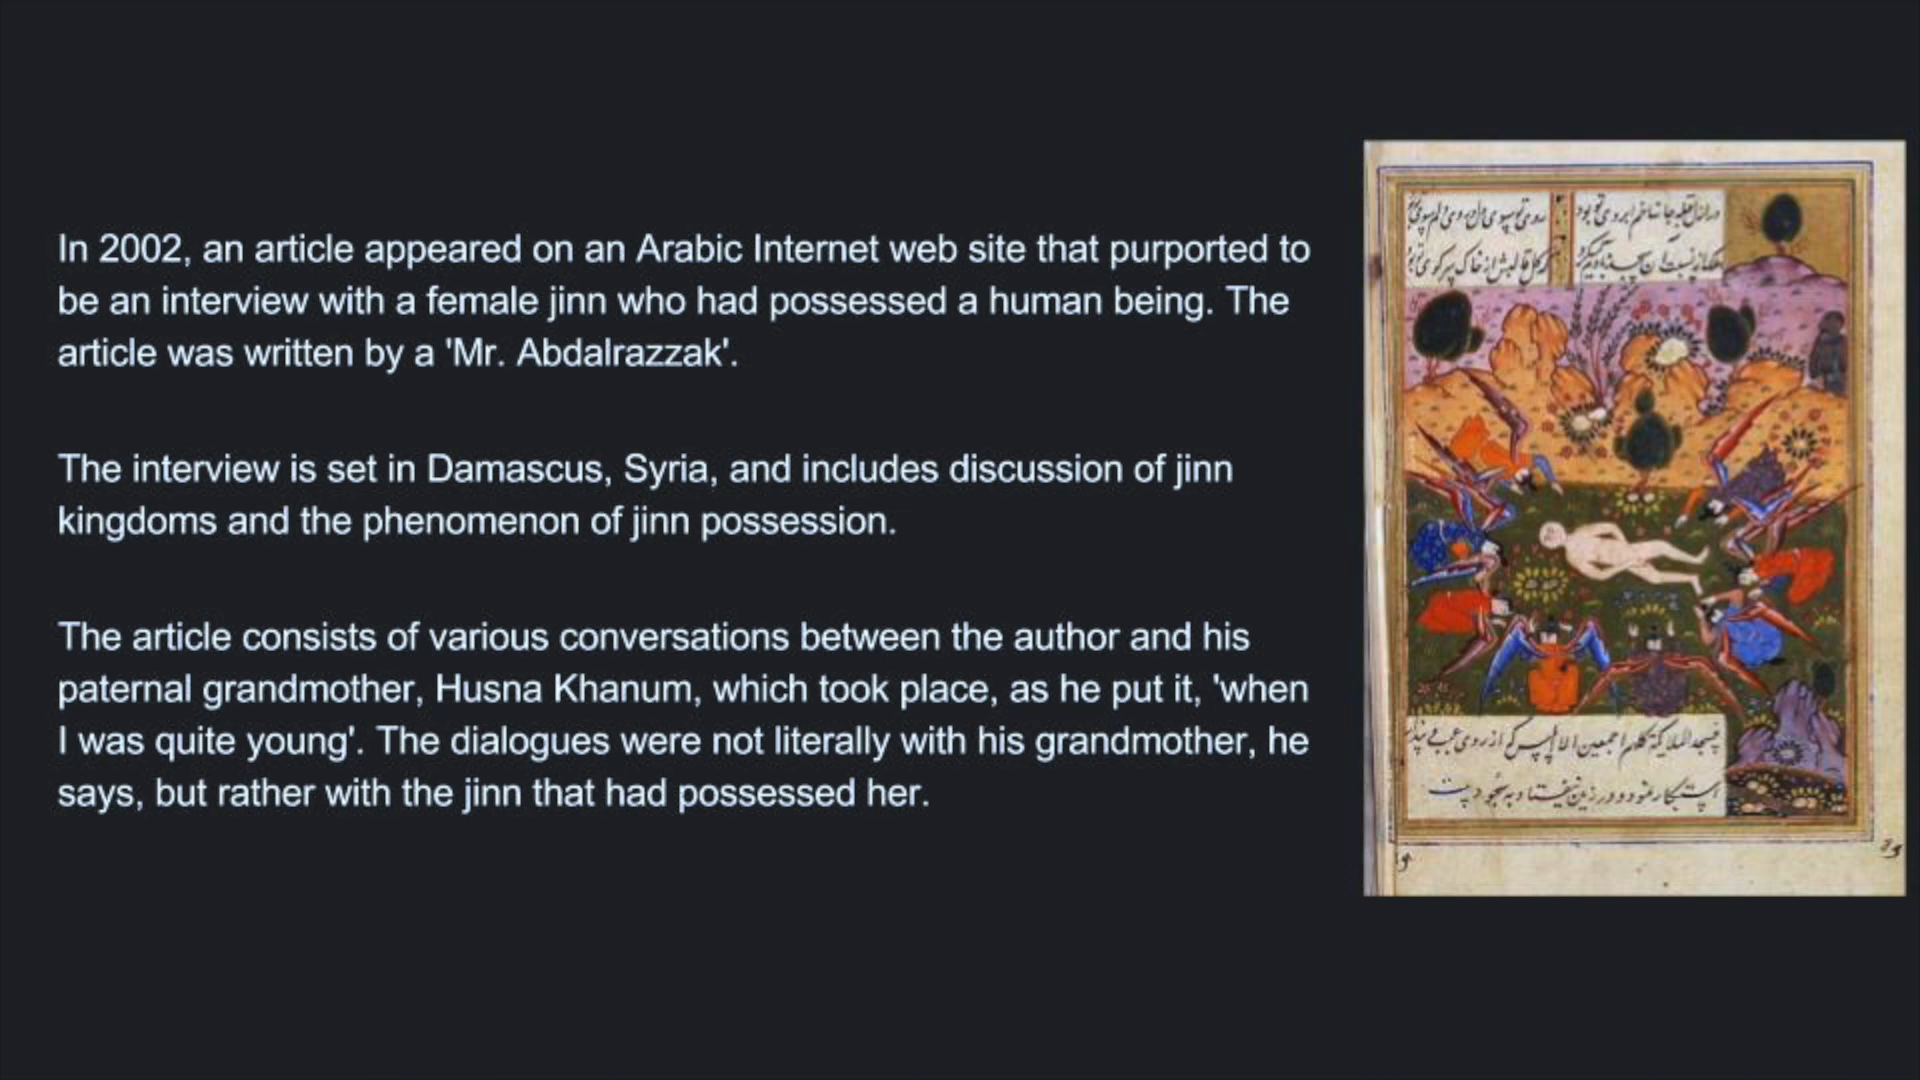 In 2002, an article appeared on an Arabic Internet web site that purported to
be an interview with a female jinn who had possessed a human being. The
article was written by a 'Mr. Abdalrazzak'.
The interview is set in Damascus, Syria, and includes discussion of jinn
kingdoms and the phenomenon of jinn possession.
The article consists of various conversations between the author and his
paternal grandmother, Husna Khanum, which took place, as he put it, 'when
I was quite young'. The dialogues were not literally with his grandmother, he
says, but rather with the jinn that had possessed her.